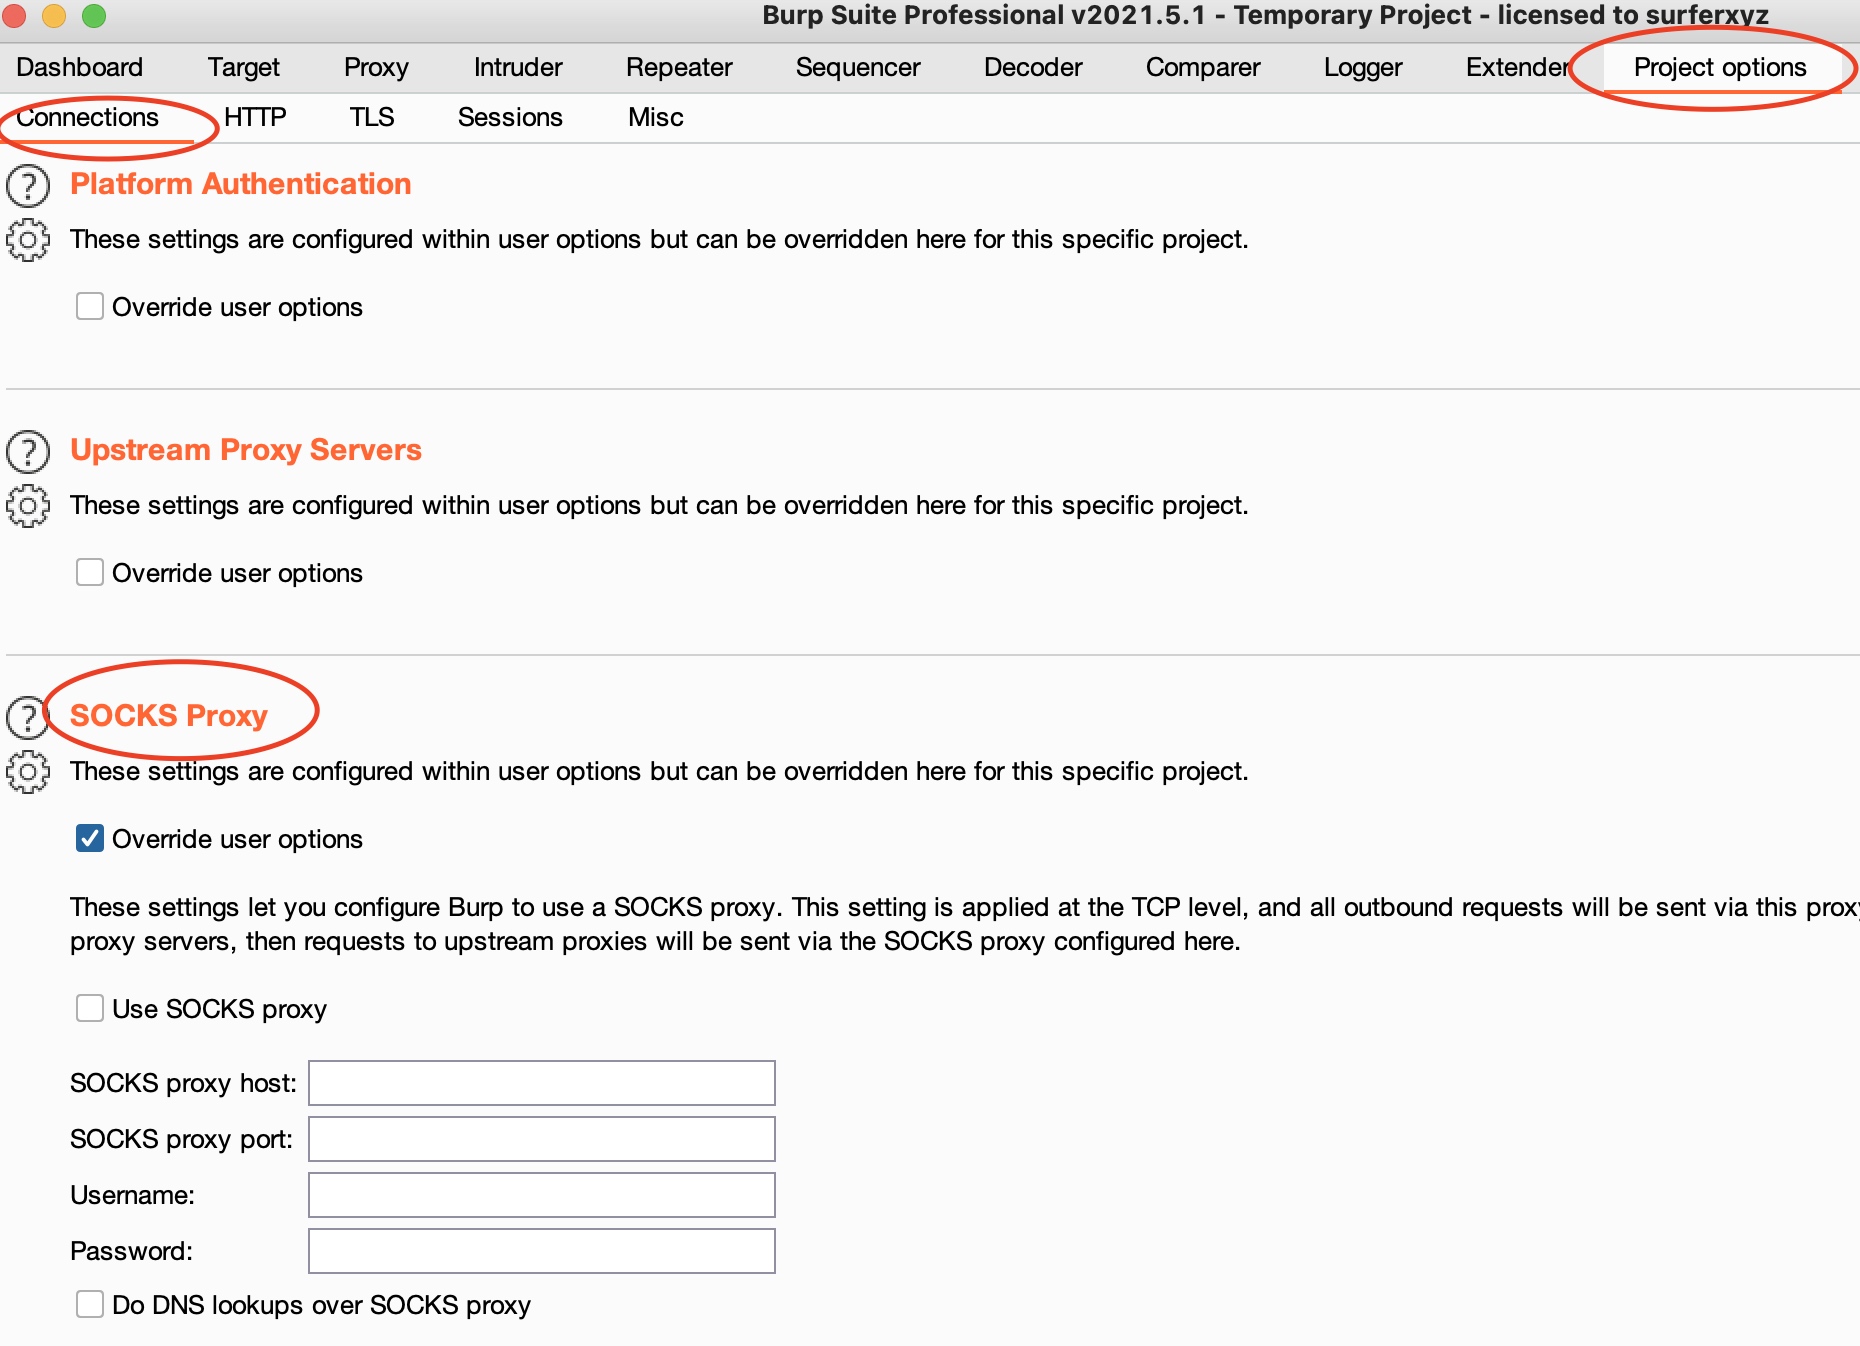 Burp Suite Professional v2021.5.1 - Temporary Project - licensed to surferxyz
Dashboard Target Proxy Intruder Repeater Sequencer Decoder Comparer Logger Extender Project options
Connections HTTP TLS Sessions Misc
? Platform Authentication
These settings are configured within user options but can be overridden here for this specific project.
Override user options
? Upstream Proxy Servers
These settings are configured within user options but can be overridden here for this specific project.
Override user options
? SOCKS Proxy
These settings are configured within user options but can be overridden here for this specific project.
Override user options
These settings let you configure Burp to use a SOCKS proxy. This setting is applied at the TCP level, and all outbound requests will be sent via this proxy
proxy servers, then requests to upstream proxies will be sent via the SOCKS proxy configured here.
Use SOCKS proxy
SOCKS proxy host:
SOCKS proxy port:
Username:
Password:
Do DNS lookups over SOCKS proxy